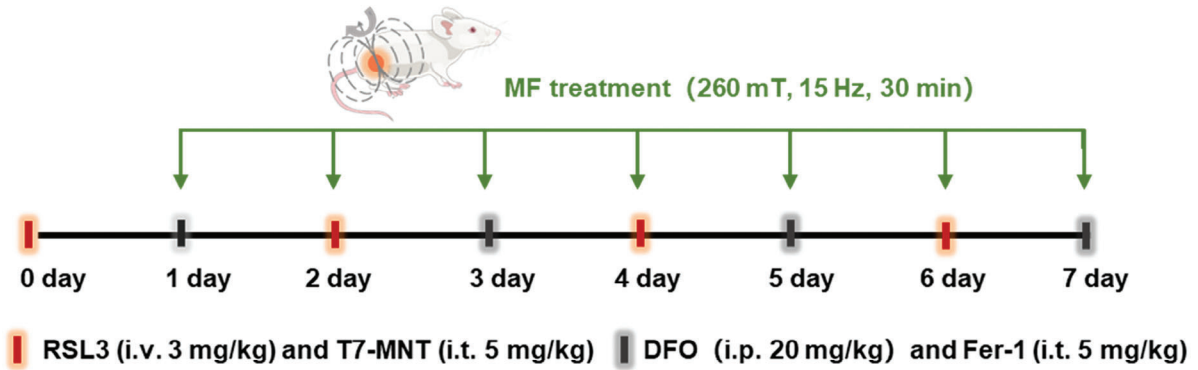 MF treatment (260 mT, 15 Hz, 30 min)
0 day 1 day 2 day 3 day 4 day 5 day 6 day 7 day
RSL3 (i.v. 3 mg/kg) and T7-MNT (i.t. 5 mg/kg) DFO (i.p. 20 mg/kg) and Fer-1 (i.t. 5 mg/kg)